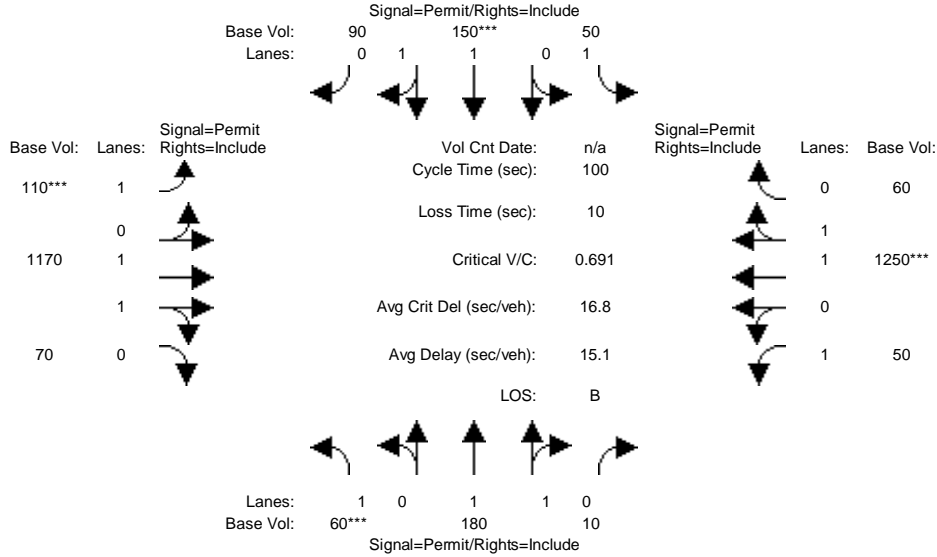 Signal=Permit/Rights=Include
Base Vol: 90 150*** 50
Lanes: 0 1 1 0 1
Signal=Permit
Base Vol: Lanes: Rights=Include
Vol Cnt Date: n/a
Signal=Permit
Rights=Include Lanes: Base Vol:
Cycle Time (sec): 100
110*** 1
0 60
Loss Time (sec): 10
0
1
1170 1
Critical V/C: 0.691
1 1250***
1
Avg Crit Del (sec/veh): 16.8
0
70 0
Avg Delay (sec/veh): 15.1
1 50
LOS: B
Lanes: 1 0 1 1 0
Base Vol: 60*** 180 10
Signal=Permit/Rights=Include